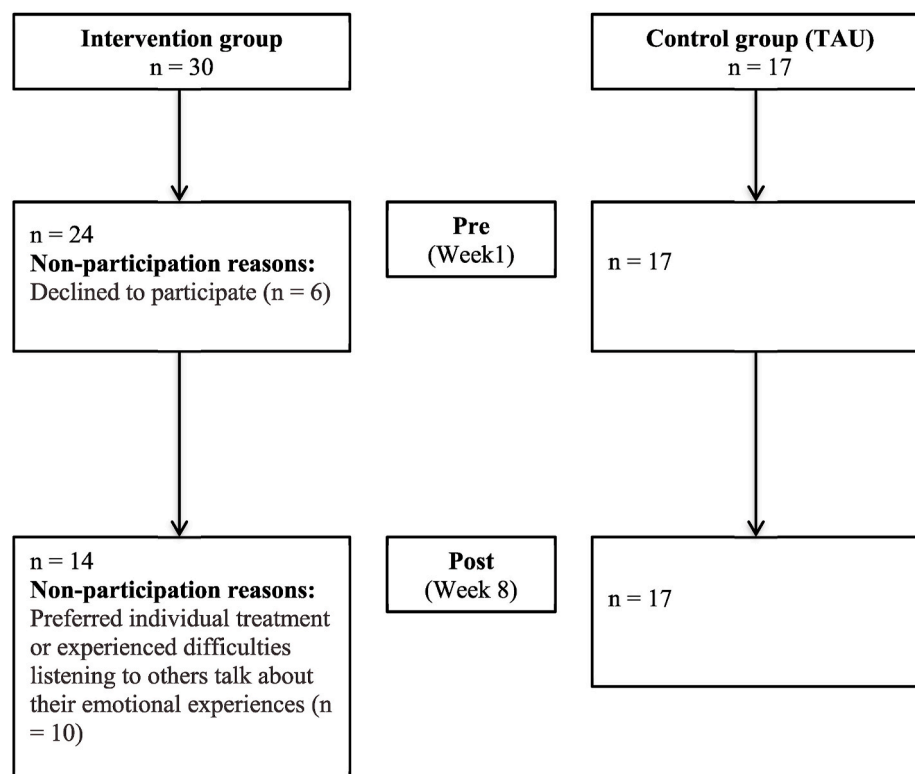 Intervention group
n = 30
Control group (TAU)
n = 17
n = 24
Non-participation reasons:
Declined to participate (n = 6)
Pre
(Week1)
n = 17
n = 14
Non-participation reasons:
Preferred individual treatment
or experienced difficulties
listening to others talk about
their emotional experiences (n
= 10)
Post
(Week 8)
n = 17